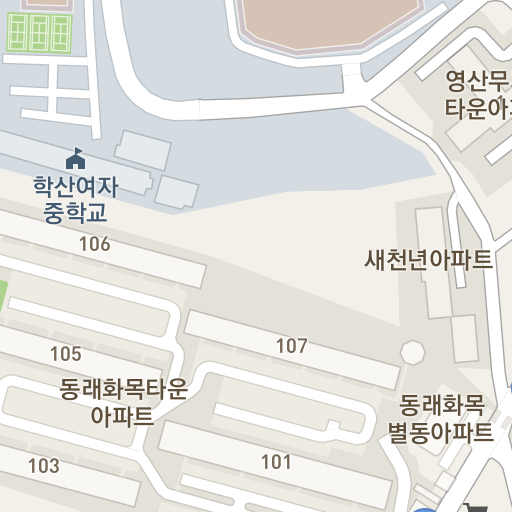 영산무
타운아
학산여자
중학교
106
새천년아파트
107
105
동래화목타운
아파트
동래화목
별동아파트
101
103